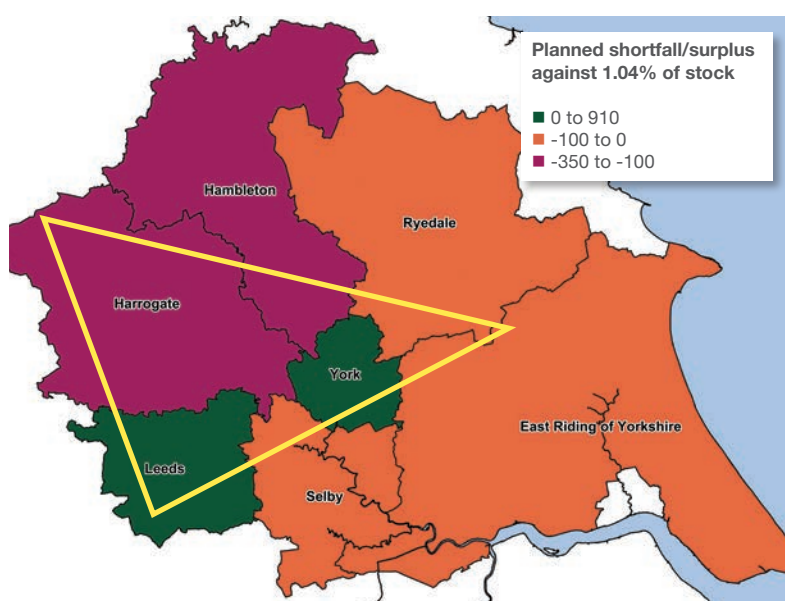 Planned shortfall/surplus
against 1.04% of stock
0 to 910
-100 to 0
-350 to -100
Hambleton
Ryedale
Harrogate
York
East Riding of Yorkshire
Leeds
Selby